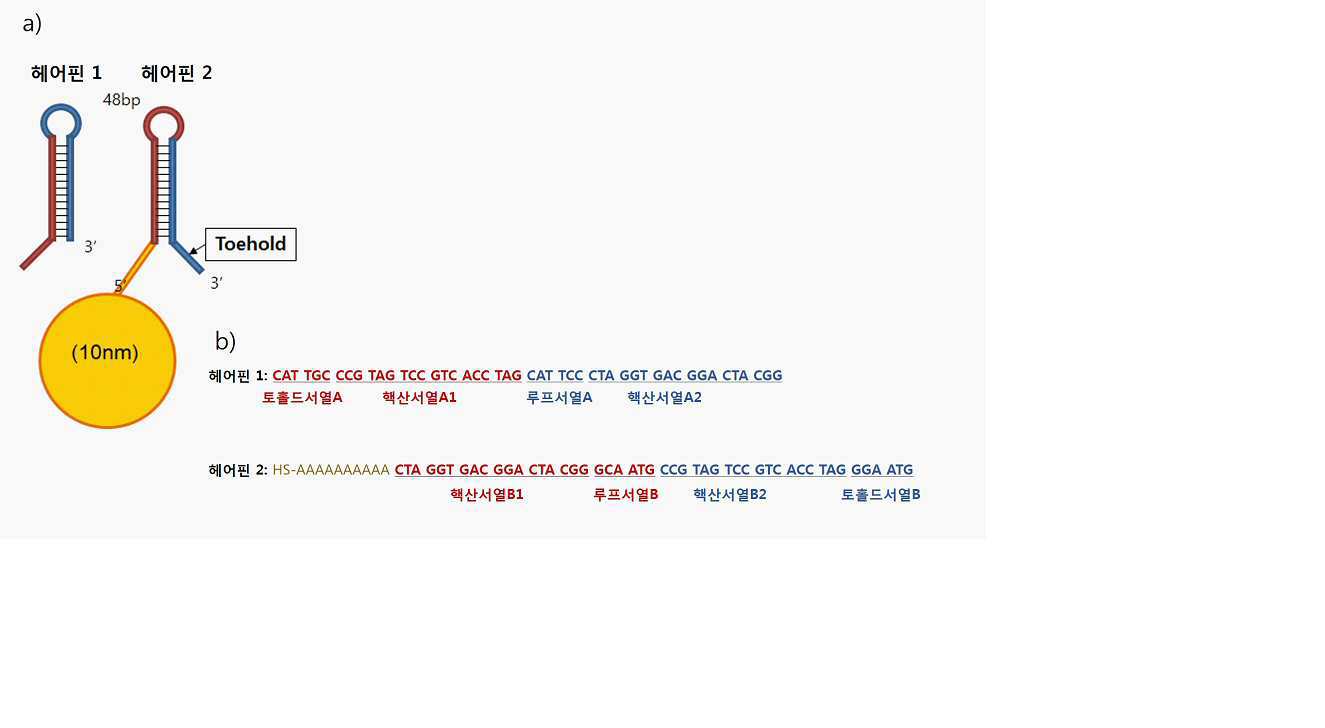 a)
헤어핀 1 헤어핀 2
48bp
Toehold
3’
3’
5’
(10nm)
b)
헤어핀 1: CAT TGC CCG TAG TCC GTC ACC TAG CAT TCC CTA GGT GAC GGA CTA CGG
토홀드서열A 핵산서열A1 루프서열A 핵산서열A2
헤어핀 2: HS-AAAAAAAAAA CTA GGT GAC GGA CTA CGG GCA ATG CCG TAG TCC GTC ACC TAG GGA ATG
핵산서열B1 루프서열B 핵산서열B2 토홀드서열B